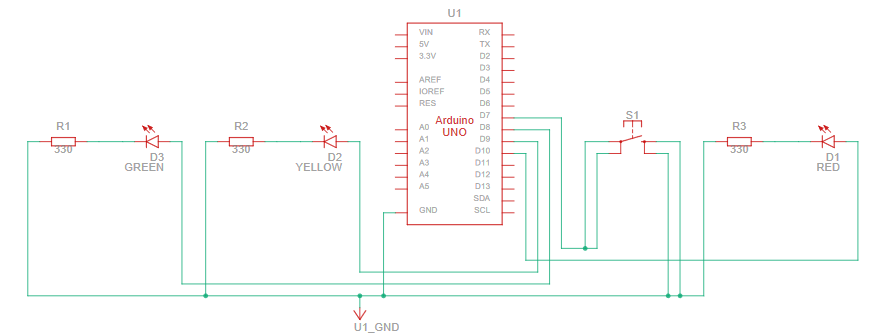 U1
VIN RX
5V TX
3.3V D2
D3
AREF D4
IOREF D5
RES D6
D7
Arduino
UNO
A0 D8
A1 D9
A2 D10
A3 D11
A4 D12
A5 D13
SDA
GND SCL
R1
330
D3
GREEN
R2
330
D2
YELLOW
S1
R3
330
D1
RED
U1_GND